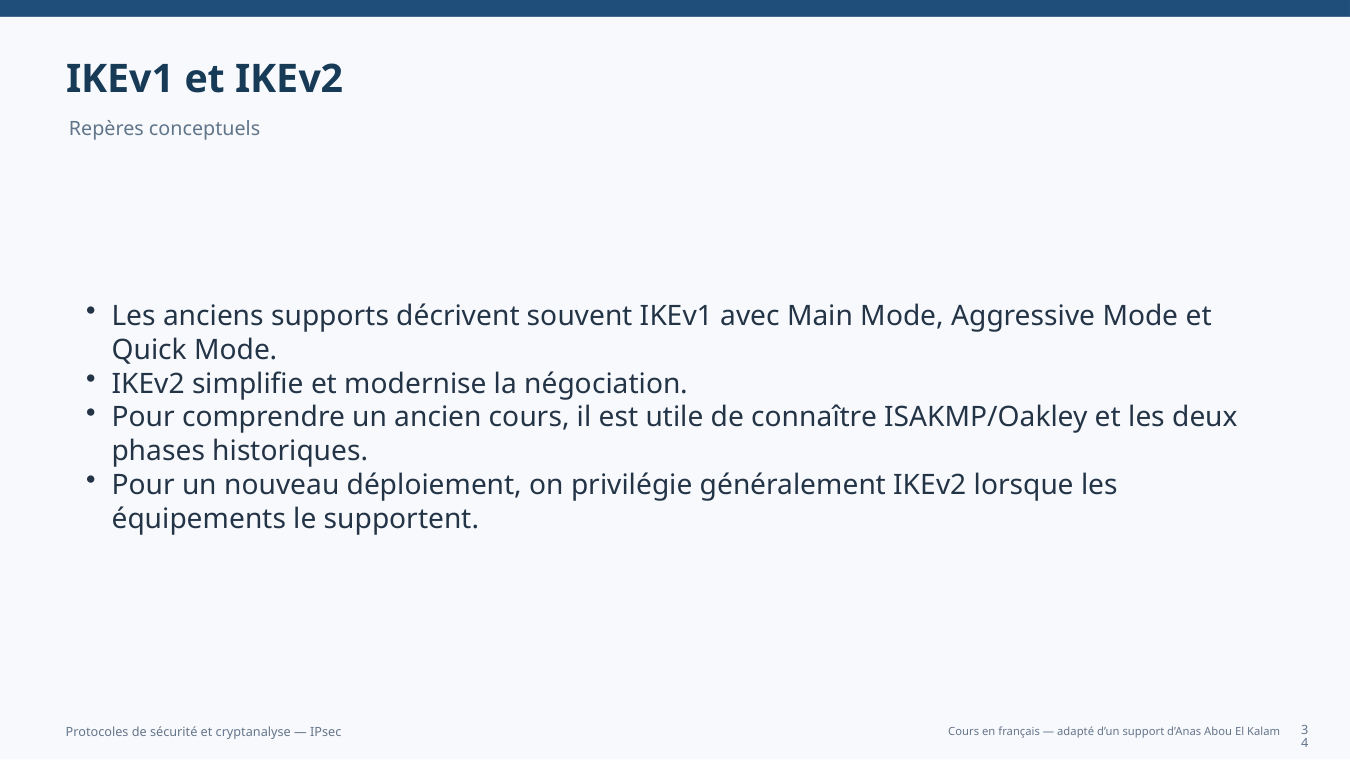 IKEv1 et IKEv2
Repères conceptuels
• Les anciens supports décrivent souvent IKEv1 avec Main Mode, Aggressive Mode et
Quick Mode.
• IKEv2 simplifie et modernise la négociation.
• Pour comprendre un ancien cours, il est utile de connaître ISAKMP/Oakley et les deux
phases historiques.
• Pour un nouveau déploiement, on privilégie généralement IKEv2 lorsque les
équipements le supportent.
Protocoles de sécurité et cryptanalyse — IPsec
Cours en français — adapté d’un support d’Anas Abou El Kalam
3
4